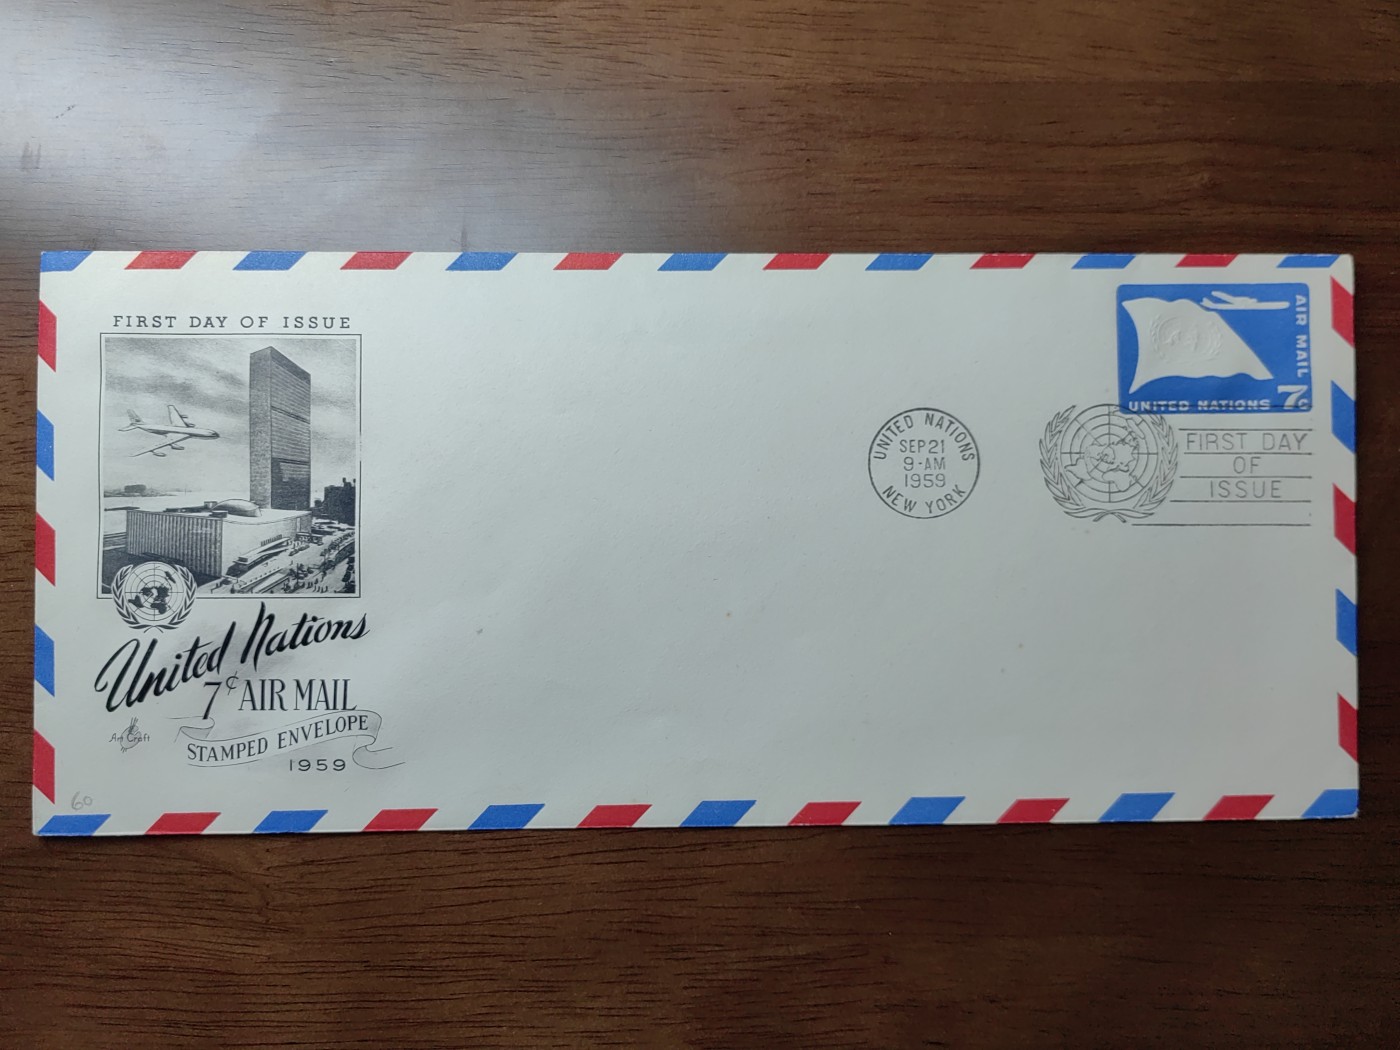 FIRST DAY OF ISSUE
United Nations
7¢ AIR MAIL
STAMPED ENVELOPE
1959
Art Craft
60
UNITED NATIONS
SEP 21
9-AM
1959
NEW YORK
AIR MAIL
7c
UNITED NATIONS
FIRST DAY
OF
ISSUE